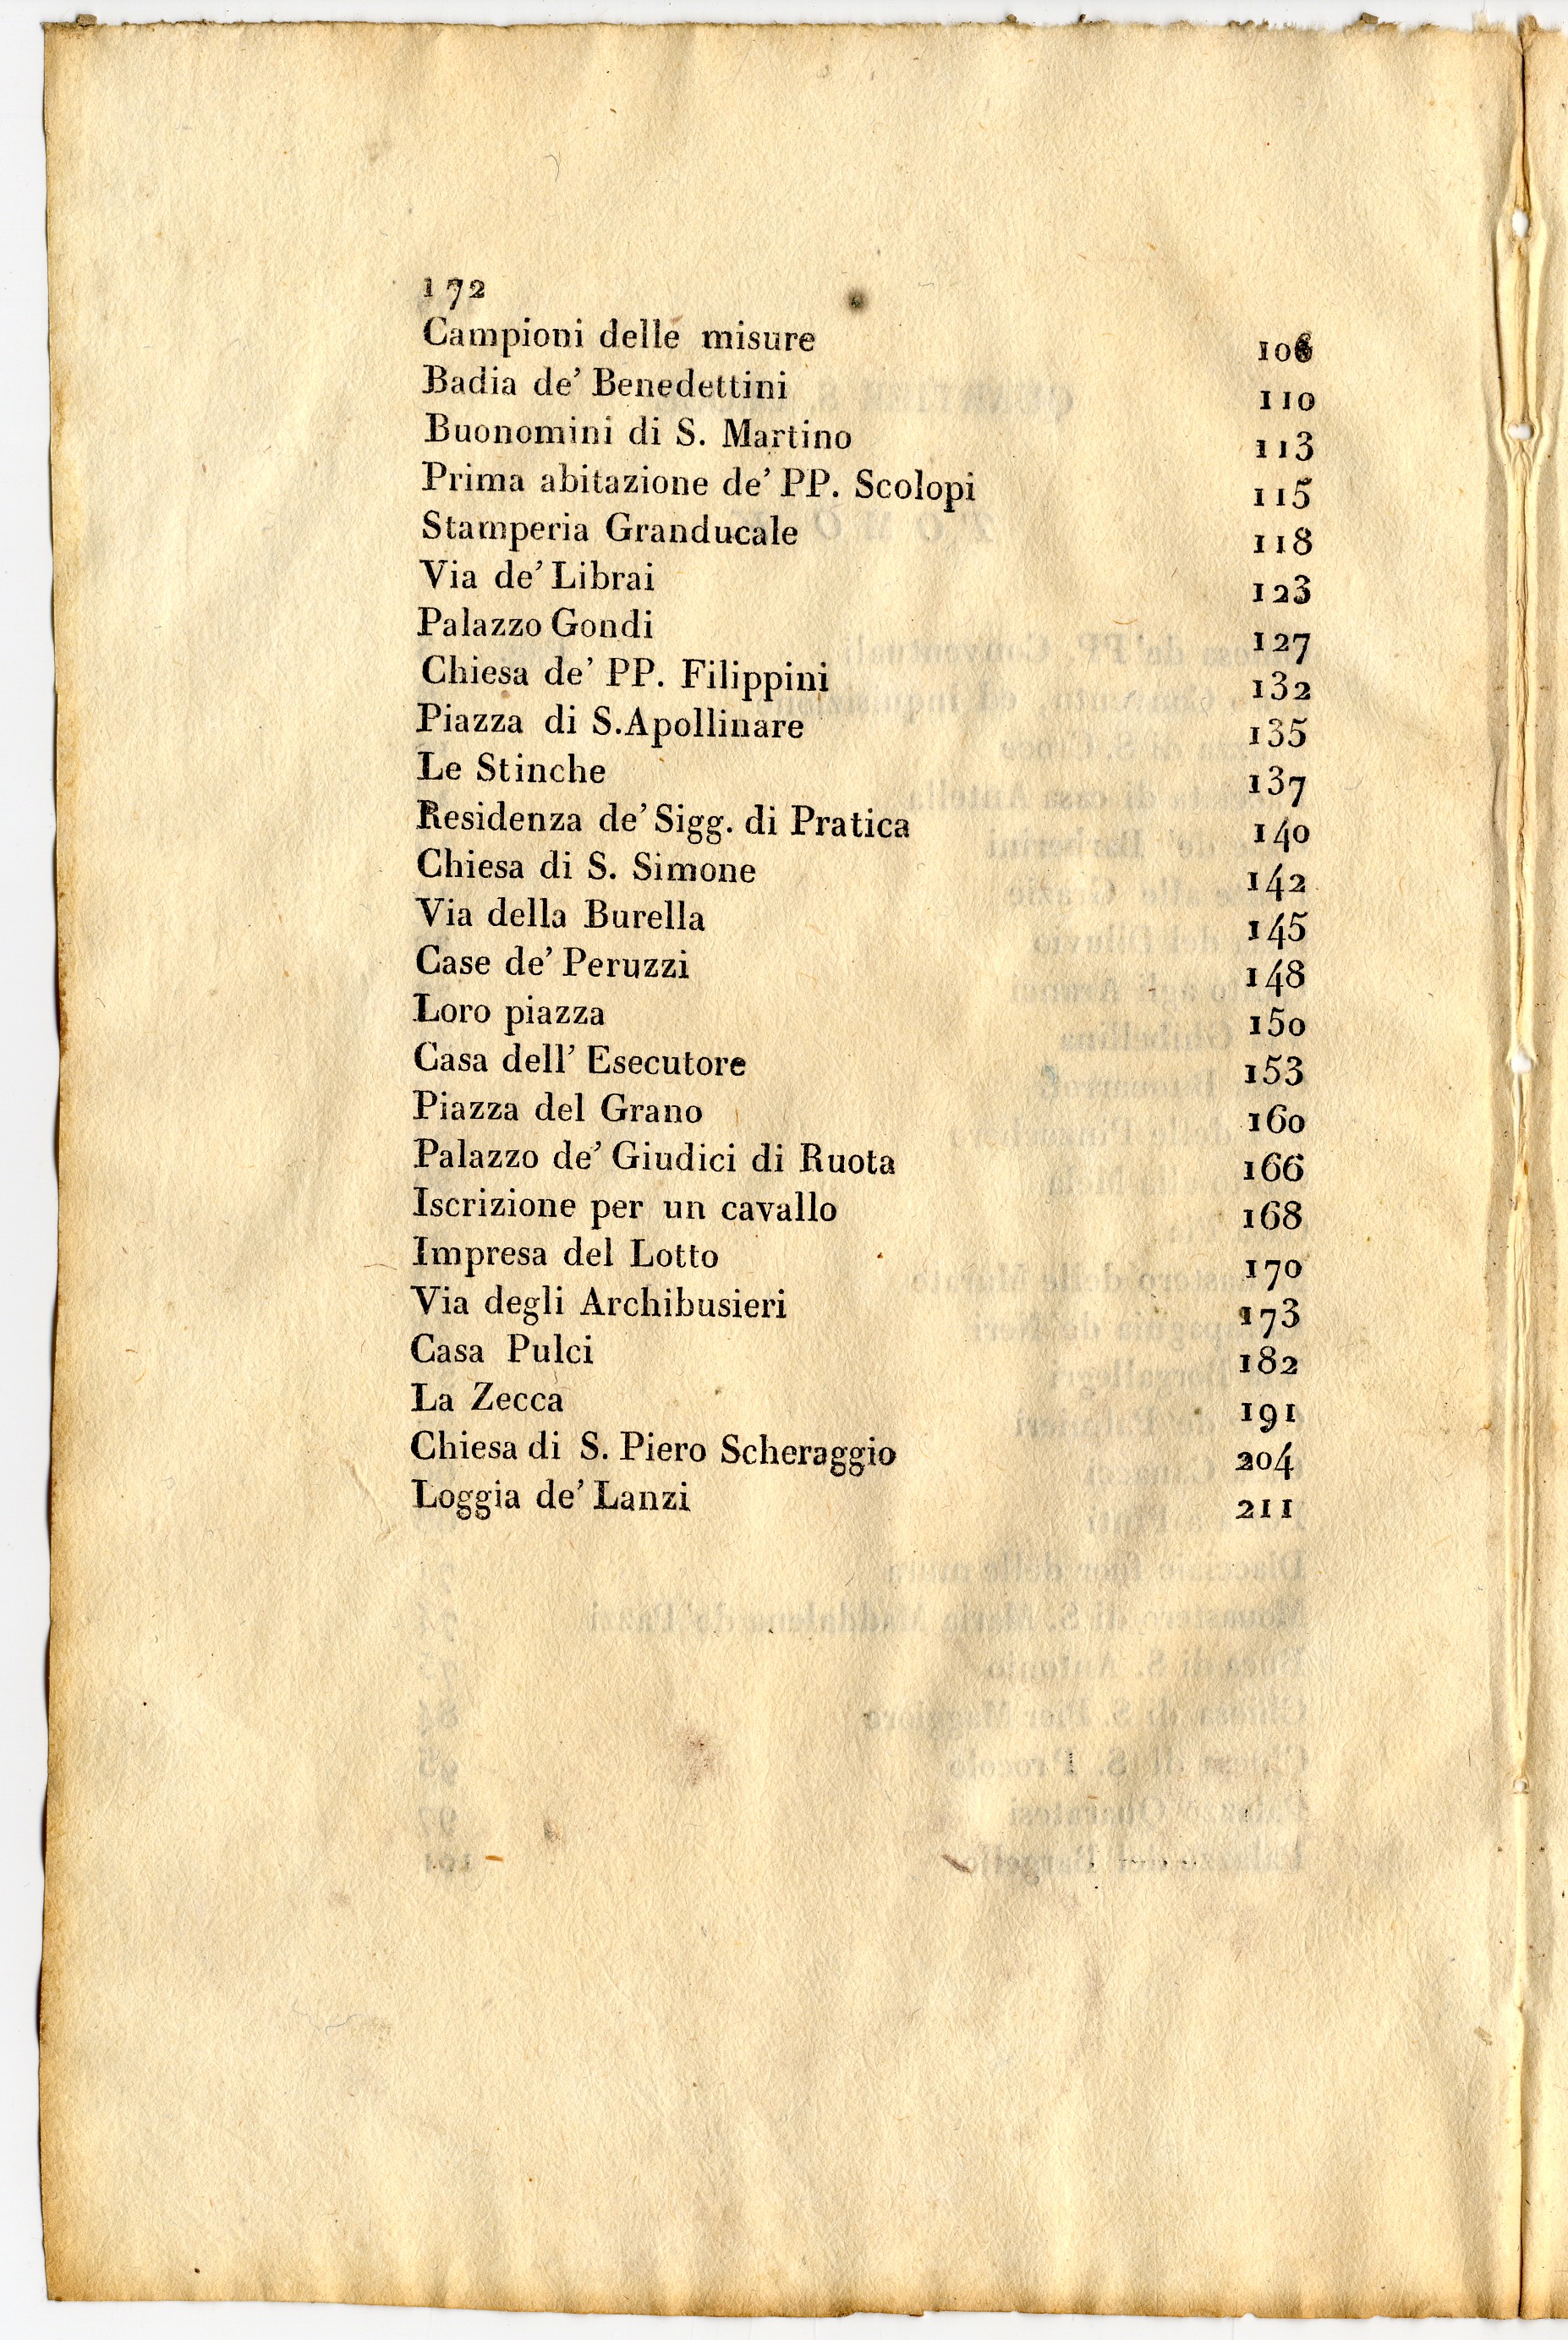 172
Campioni delle misure 106
Badia de' Benedettini 110
Buonomini di S. Martino 113
Prima abitazione de' PP. Scolopi 115
Stamperia Granducale 118
Via de' Librai 123
Palazzo Gondi 127
Chiesa de' PP. Filippini 132
Piazza di S.Apollinare 135
Le Stinche 137
Residenza de' Sigg. di Pratica 140
Chiesa di S. Simone 142
Via della Burella 145
Case de' Peruzzi 148
Loro piazza 150
Casa dell' Esecutore 153
Piazza del Grano 160
Palazzo de' Giudici di Ruota 166
Iscrizione per un cavallo 168
Impresa del Lotto 170
Via degli Archibusieri 173
Casa Pulci 182
La Zecca 191
Chiesa di S. Piero Scheraggio 204
Loggia de' Lanzi 211